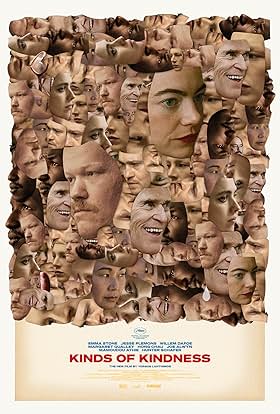 EMMA STONE JESSE PLEMONS WILLEM DAFOE
MARGARET QUALLEY HONG CHAU JOE ALWYN
MAMOUDOU ATHIE HUNTER SCHAFER
KINDS OF KINDNESS
THE NEW FILM BY YORGOS LANTHIMOS